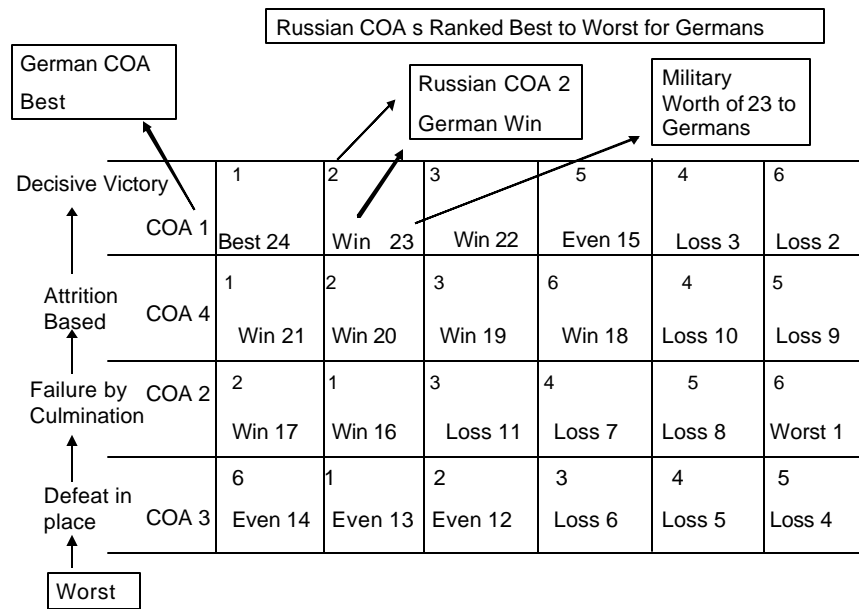 Russian COA s Ranked Best to Worst for Germans
German COA
Best
Russian COA 2
German Win
Military
Worth of 23 to
Germans
Decisive Victory
COA 1
1 2 3 5 4 6
Best 24 Win 23 Win 22 Even 15 Loss 3 Loss 2
Attrition
Based
COA 4
1 2 3 6 4 5
Win 21 Win 20 Win 19 Win 18 Loss 10 Loss 9
Failure by
Culmination
COA 2
2 1 3 4 5 6
Win 17 Win 16 Loss 11 Loss 7 Loss 8 Worst 1
Defeat in
place
COA 3
6 1 2 3 4 5
Even 14 Even 13 Even 12 Loss 6 Loss 5 Loss 4
Worst